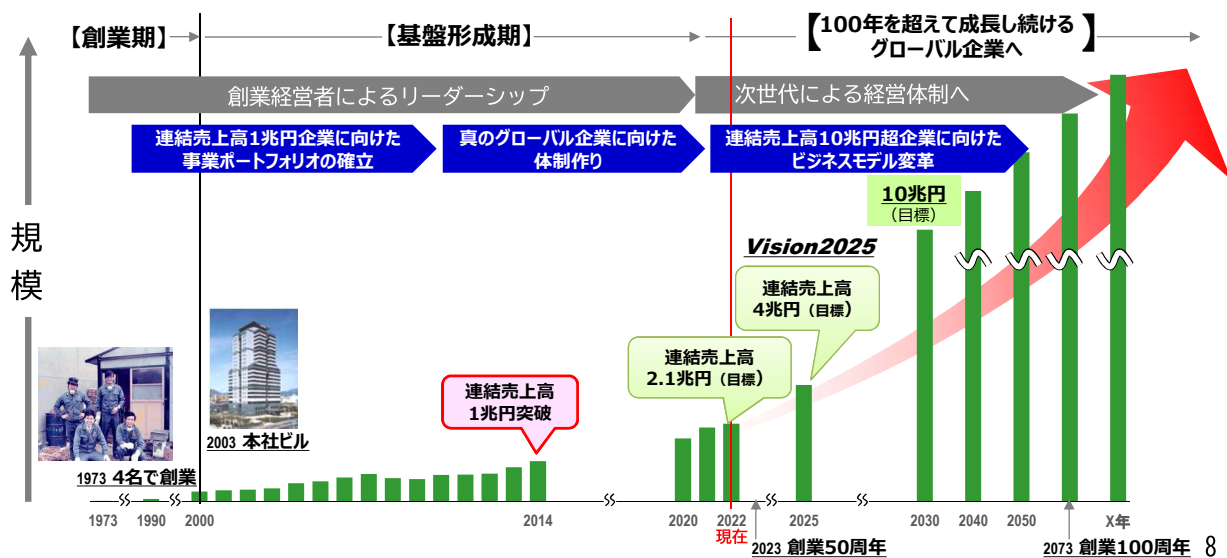 【創業期】
【基盤形成期】
【100年を超えて成長し続ける
グローバル企業へ】
創業経営者によるリーダーシップ
次世代による経営体制へ
連結売上高1兆円企業に向けた
事業ポートフォリオの確立
真のグローバル企業に向けた
体制作り
連結売上高10兆円超企業に向けた
ビジネスモデル変革
規模
10兆円
（目標）
Vision2025
連結売上高
4兆円（目標）
連結売上高
2.1兆円（目標）
連結売上高
1兆円突破
2003 本社ビル
1973 4名で創業
1973
1990
2000
2014
2020
2022
現在
2025
2030
2040
2050
X年
2023 創業50周年
2073 創業100周年
8